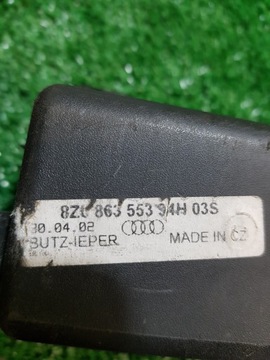 8Z0 863 553 94H 03S
30.04.02
BUTZ-IEPER MADE IN CZ